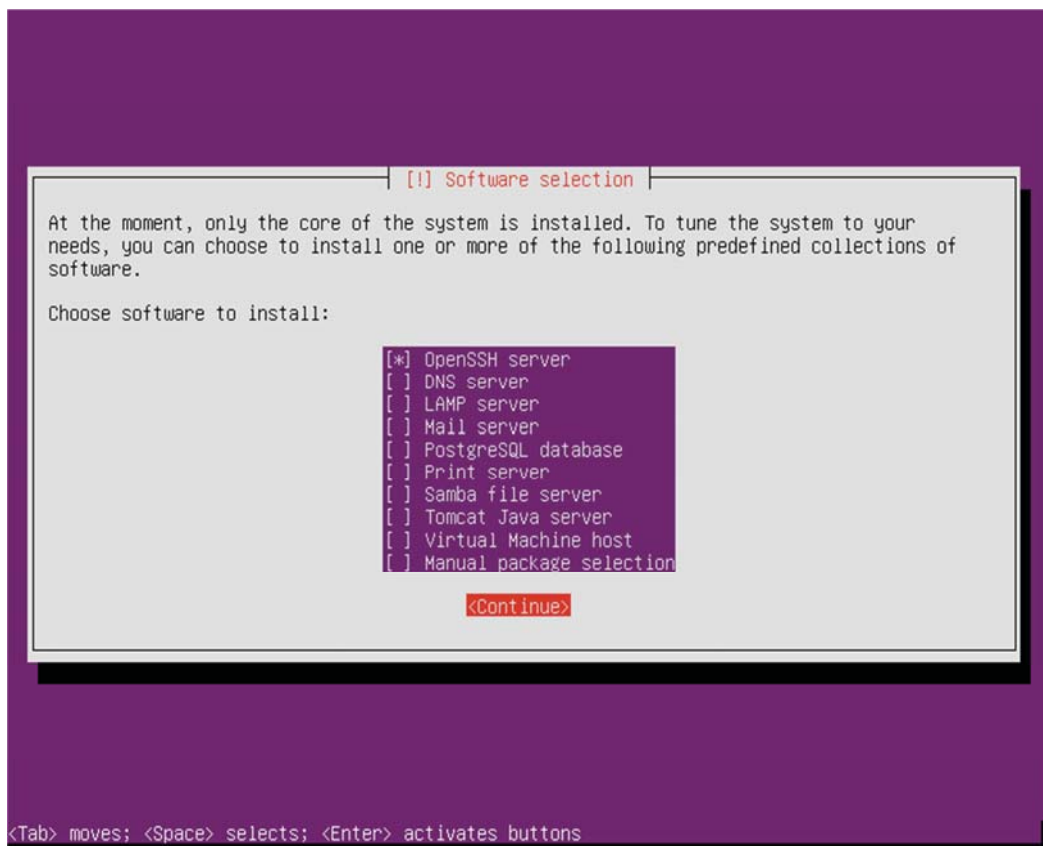 [!] Software selection
At the moment, only the core of the system is installed. To tune the system to your
needs, you can choose to install one or more of the following predefined collections of
software.
Choose software to install:
[*] OpenSSH server
[ ] DNS server
[ ] LAMP server
[ ] Mail server
[ ] PostgreSQL database
[ ] Print server
[ ] Samba file server
[ ] Tomcat Java server
[ ] Virtual Machine host
[ ] Manual package selection
<Continue>
<Tab> moves; <Space> selects; <Enter> activates buttons